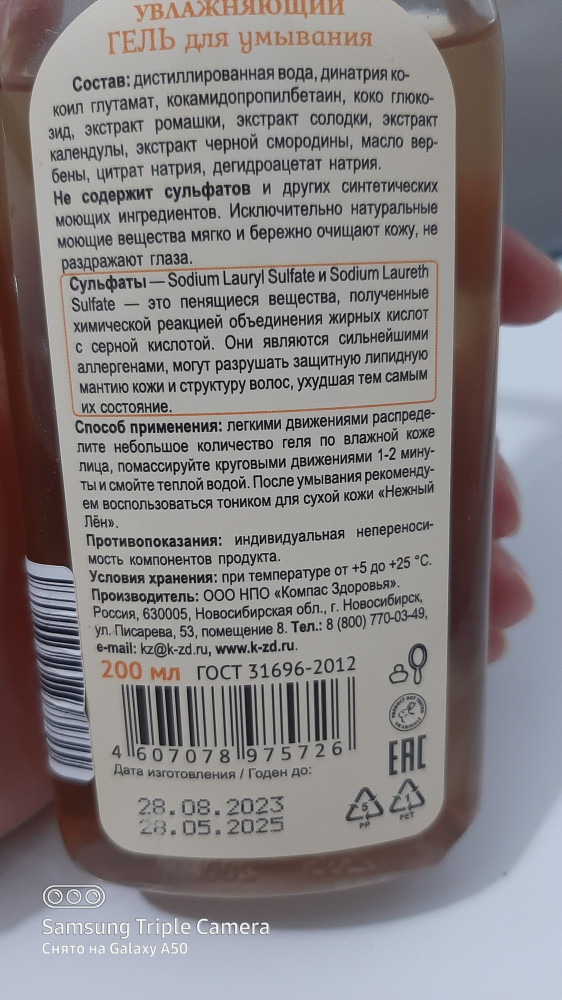 УВЛАЖНЯЮЩИЙ
ГЕЛЬ для умывания
Состав: дистиллированная вода, динатрия ко-
коил глутамат, кокамидопропилбетаин, коко глюко-
зид, экстракт ромашки, экстракт солодки, экстракт
календулы, экстракт черной смородины, масло вер-
бены, цитрат натрия, дегидроацетат натрия.
Не содержит сульфатов и других синтетических
моющих ингредиентов. Исключительно натуральные
моющие вещества мягко и бережно очищают кожу, не
раздражают глаза.
Сульфаты — Sodium Lauryl Sulfate и Sodium Laureth
Sulfate — это пенящиеся вещества, полученные
химической реакцией объединения жирных кислот
с серной кислотой. Они являются сильнейшими
аллергенами, могут разрушать защитную липидную
мантию кожи и структуру волос, ухудшая тем самым
их состояние.
Способ применения: легкими движениями распреде-
лите небольшое количество геля по влажной коже
лица, помассируйте круговыми движениями 1-2 мину-
ты и смойте теплой водой. После умывания рекоменду-
ем воспользоваться тоником для сухой кожи «Нежный
Лён».
Противопоказания: индивидуальная непереноси-
мость компонентов продукта.
Условия хранения: при температуре от +5 до +25 °C.
Производитель: ООО НПО «Компас Здоровья».
Россия, 630005, Новосибирская обл., г. Новосибирск,
ул. Писарева, 53, помещение 8. Тел.: 8 (800) 770-03-49,
e-mail: kz@k-zd.ru, www.k-zd.ru.
200 мл ГОСТ 31696-2012
4 607078 975726
EAC
Дата изготовления / Годен до:
28.08.2023
28.05.2025
5 PP
1 PET
Samsung Triple Camera
Снято на Galaxy A50